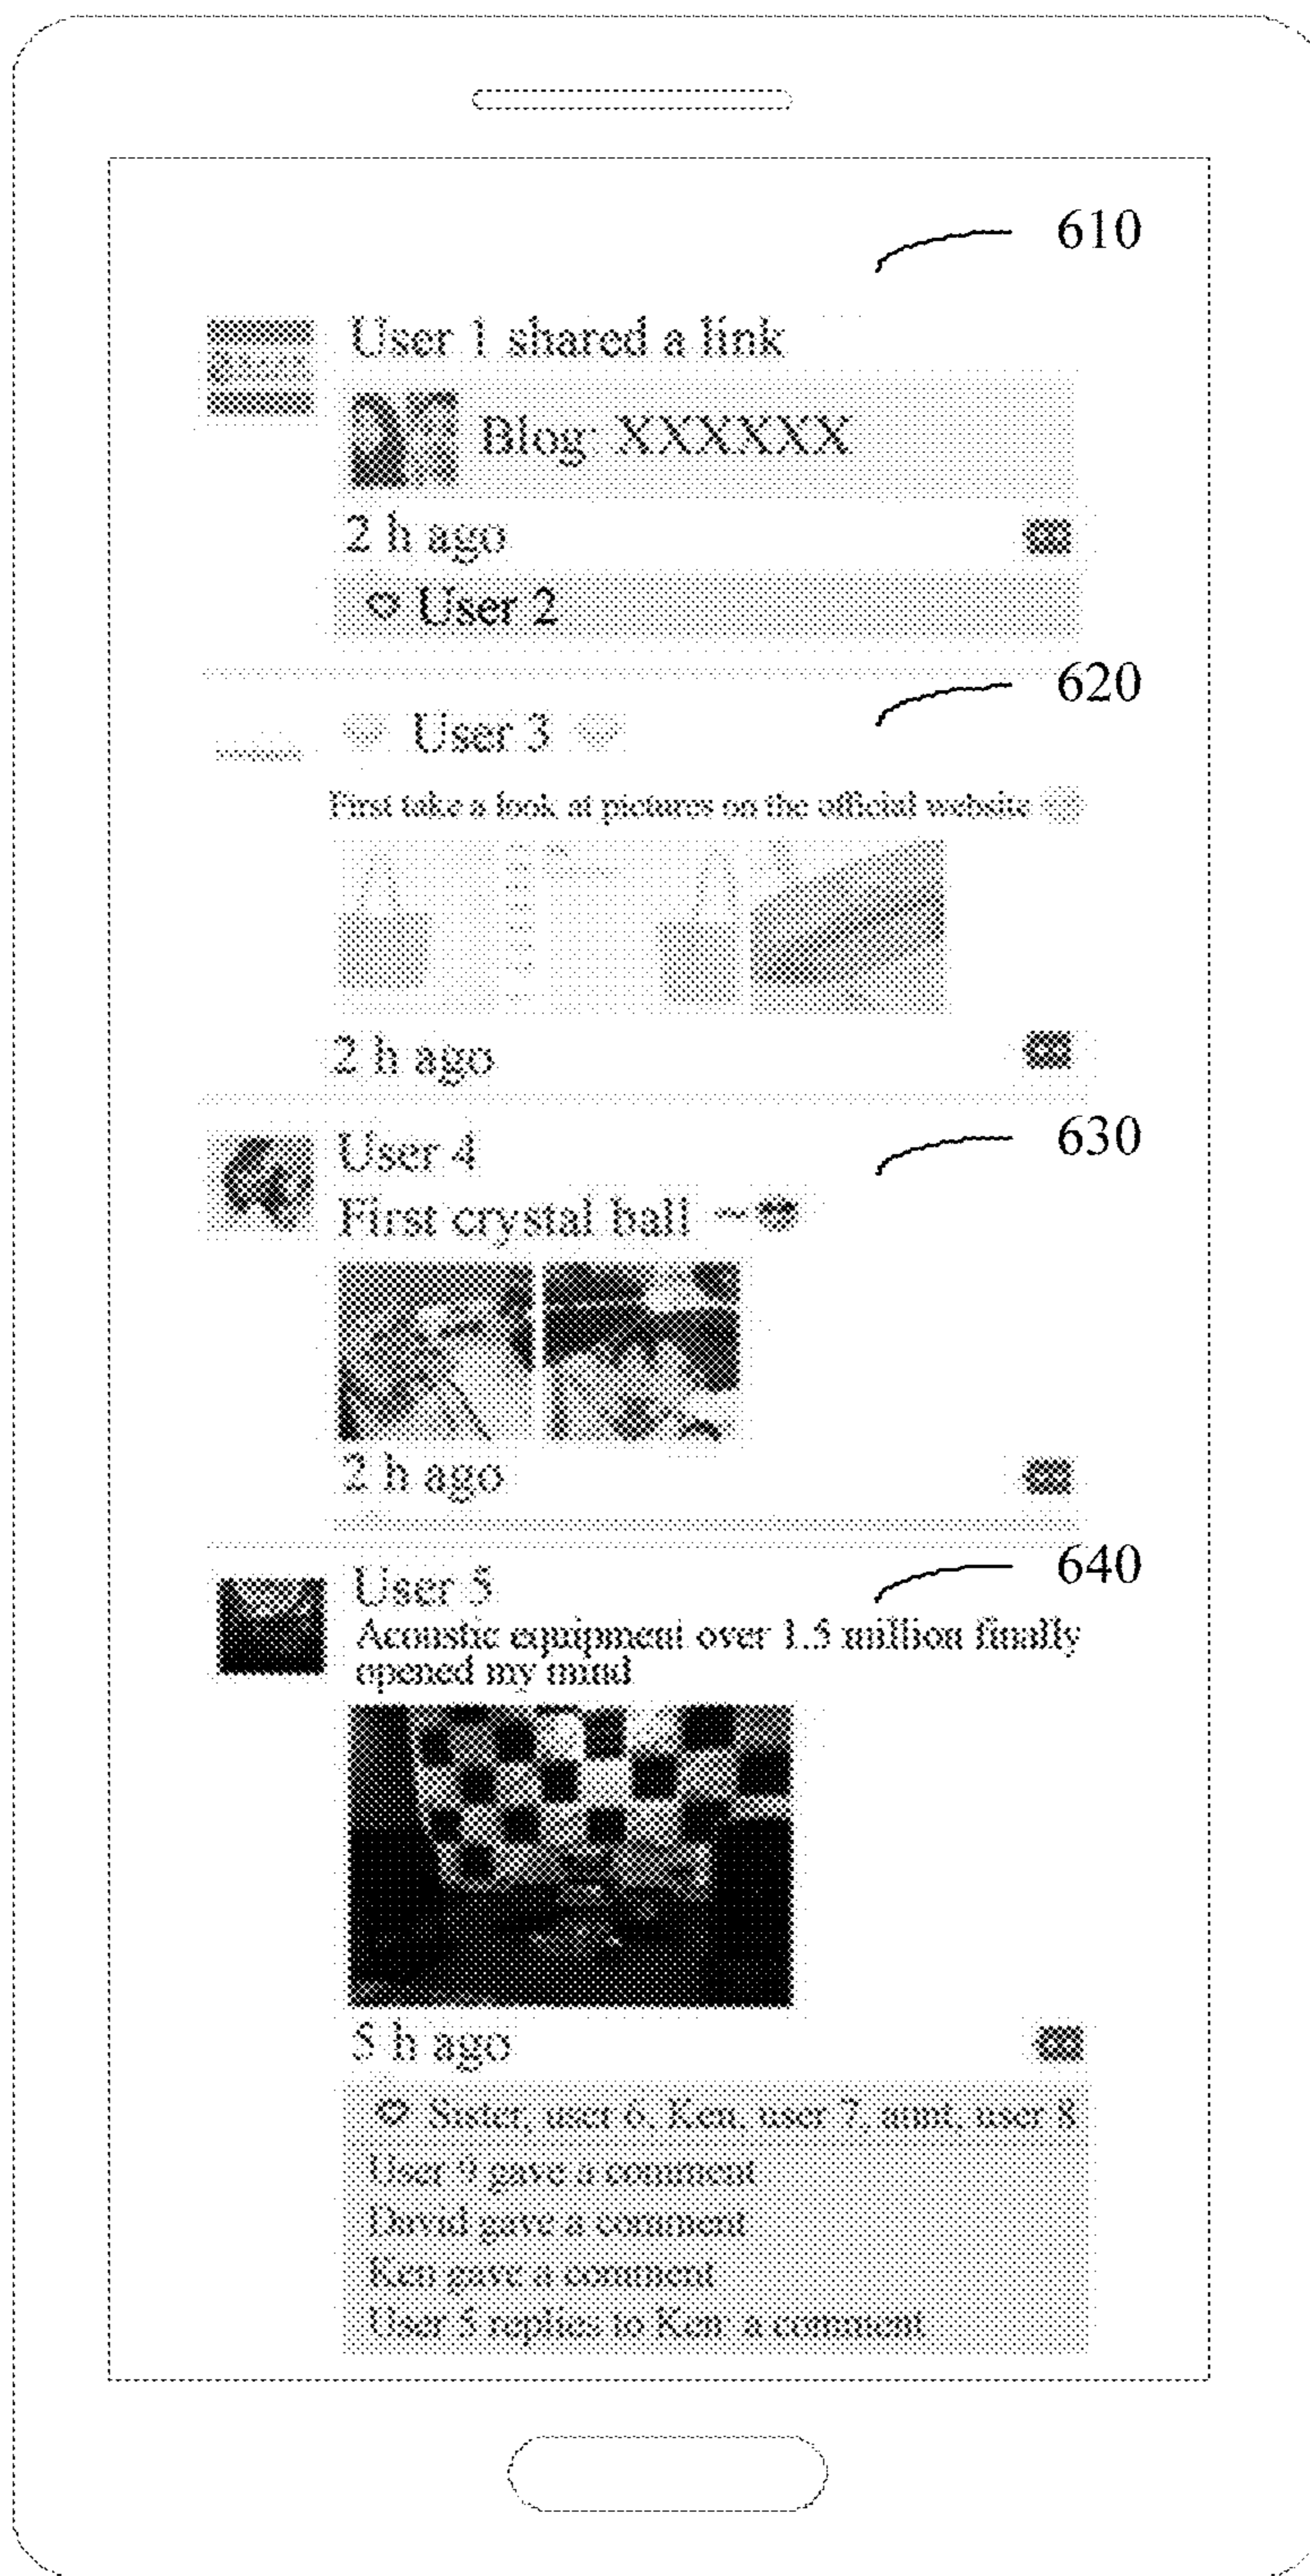 610
User 1 shared a link
Blog: XXXXXX
2 h ago
User 2
620
User 3
First take a look at pictures on the official website
2 h ago
630
User 4
First crystal ball ~
2 h ago
640
User 5
Acoustic equipment over 1.5 million finally
opened my mind
5 h ago
Sister, user 6, Ken, user 7, aunt, user 8
User 9 gave a comment
David gave a comment
Ken gave a comment
User 5 replies to Ken: a comment